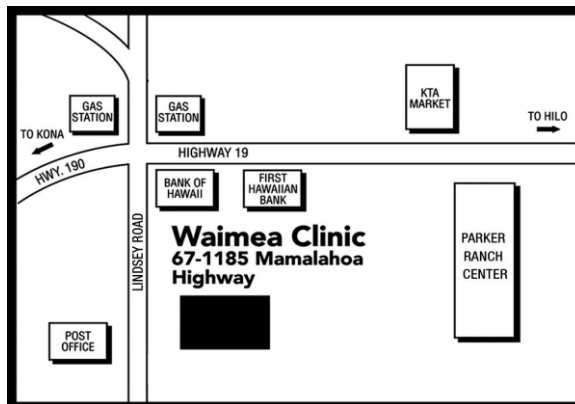 GAS
STATION
GAS
STATION
KTA
MARKET
TO KONA
TO HILO
HIGHWAY 19
HWY. 190
BANK OF
HAWAII
FIRST
HAWAIIAN
BANK
LINDSEY ROAD
Waimea Clinic
67-1185 Mamalahoa
Highway
PARKER
RANCH
CENTER
POST
OFFICE